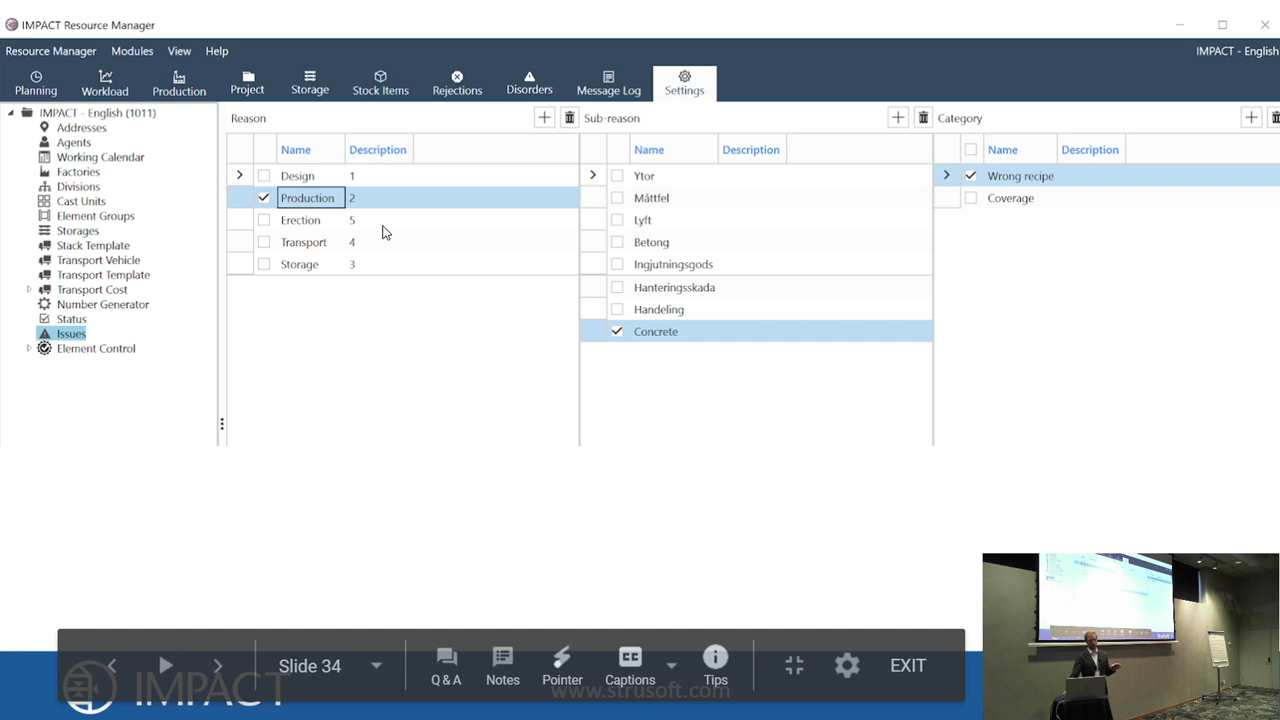 IMPACT Resource Manager
Resource Manager Modules View Help IMPACT - English
Planning Workload Production Project Storage Stock Items Rejections Disorders Message Log Settings
IMPACT - English (1011)
Addresses
Agents
Working Calendar
Factories
Divisions
Cast Units
Element Groups
Storages
Stack Template
Transport Vehicle
Transport Template
Transport Cost
Number Generator
Status
Issues
Element Control
Reason
Name Description
Design 1
Production 2
Erection 5
Transport 4
Storage 3
Sub-reason
Name Description
Ytor
Måttfel
Lyft
Betong
Ingjutningsgods
Hanteringsskada
Handeling
Concrete
Category
Name Description
Wrong recipe
Coverage
Slide 34
Q & A Notes Pointer Captions Tips EXIT
IMPACT
www.strusoft.com